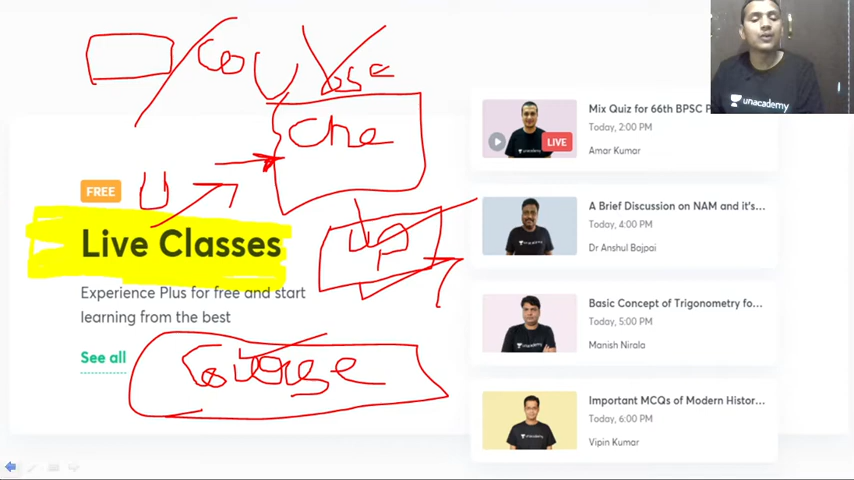 Che
UP
unacademy
FREE
Live Classes
Experience Plus for free and start
learning from the best
See all
Mix Quiz for 66th BPSC P
Today, 2:00 PM
Amar Kumar
LIVE
A Brief Discussion on NAM and it's...
Today, 4:00 PM
Dr Anshul Bajpai
Basic Concept of Trigonometry fo...
Today, 5:00 PM
Manish Nirala
Important MCQs of Modern Histor...
Today, 6:00 PM
Vipin Kumar